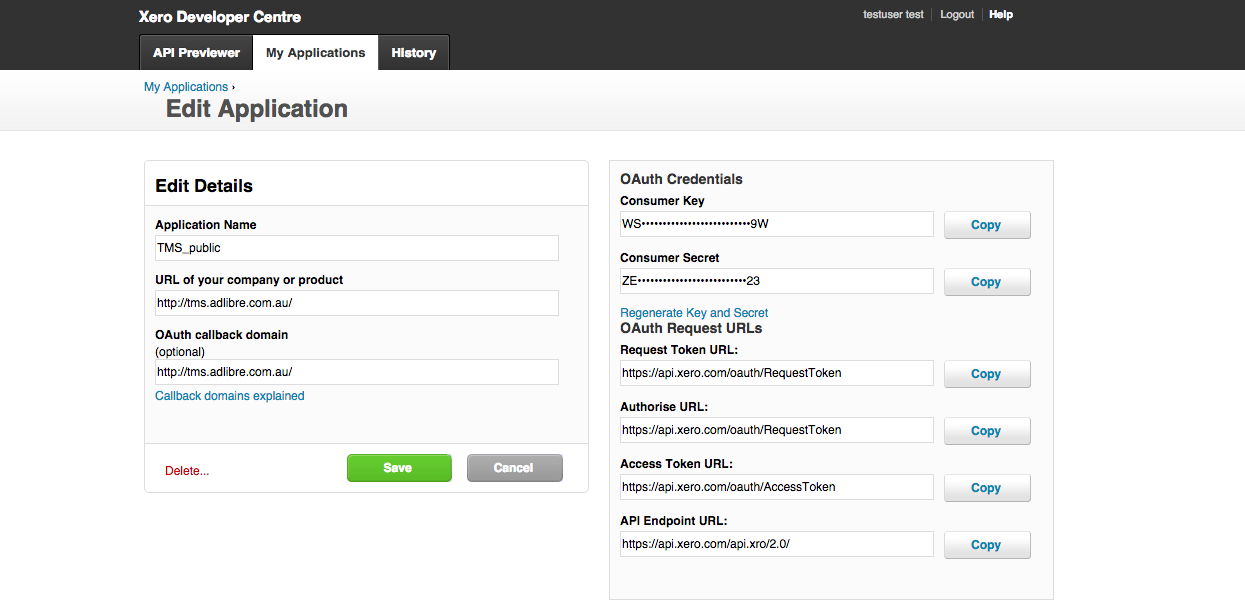 Xero Developer Centre
testuser test
Logout
Help
API Previewer
My Applications
History
My Applications ›
Edit Application
Edit Details
Application Name
TMS_public
URL of your company or product
http://tms.adlibre.com.au/
OAuth callback domain
(optional)
http://tms.adlibre.com.au/
Callback domains explained
Delete...
Save
Cancel
OAuth Credentials
Consumer Key
WS••••••••••••••••••••••••••9W
Copy
Consumer Secret
ZE••••••••••••••••••••••••••23
Copy
Regenerate Key and Secret
OAuth Request URLs
Request Token URL:
https://api.xero.com/oauth/RequestToken
Copy
Authorise URL:
https://api.xero.com/oauth/RequestToken
Copy
Access Token URL:
https://api.xero.com/oauth/AccessToken
Copy
API Endpoint URL:
https://api.xero.com/api.xro/2.0/
Copy